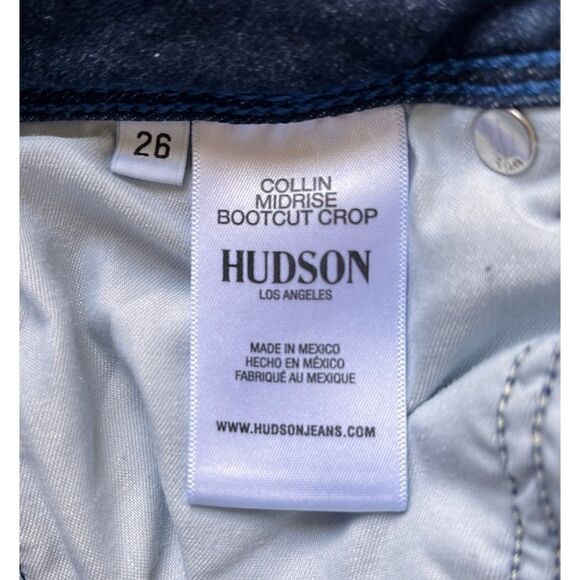 26
COLLIN
MIDRISE
BOOTCUT CROP
HUDSON
LOS ANGELES
MADE IN MEXICO
HECHO EN MÉXICO
FABRIQUÉ AU MEXIQUE
WWW.HUDSONJEANS.COM